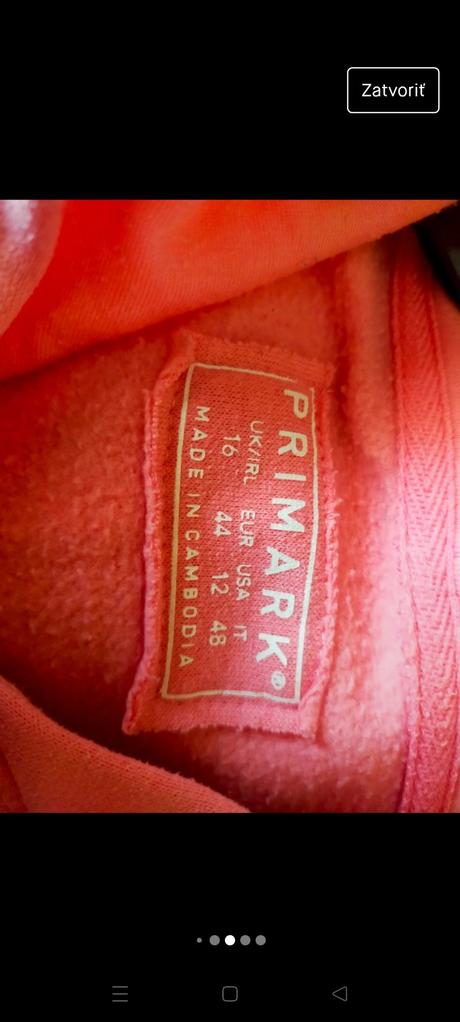 Zatvoriť
PRIMARK®
UK/IRL EUR USA IT
16 44 12 48
MADE IN CAMBODIA